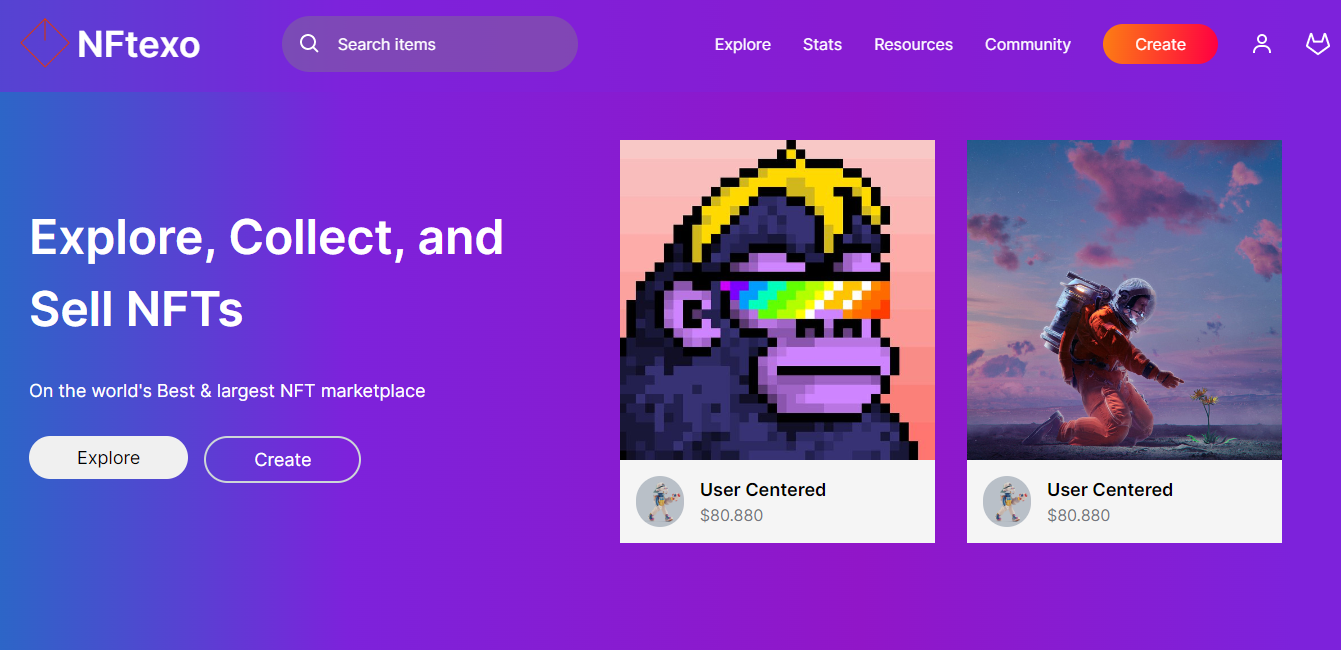 NFtexo
Search items
Explore
Stats
Resources
Community
Create
Explore, Collect, and
Sell NFTs
On the world's Best & largest NFT marketplace
Explore
Create
User Centered
$80.880
User Centered
$80.880